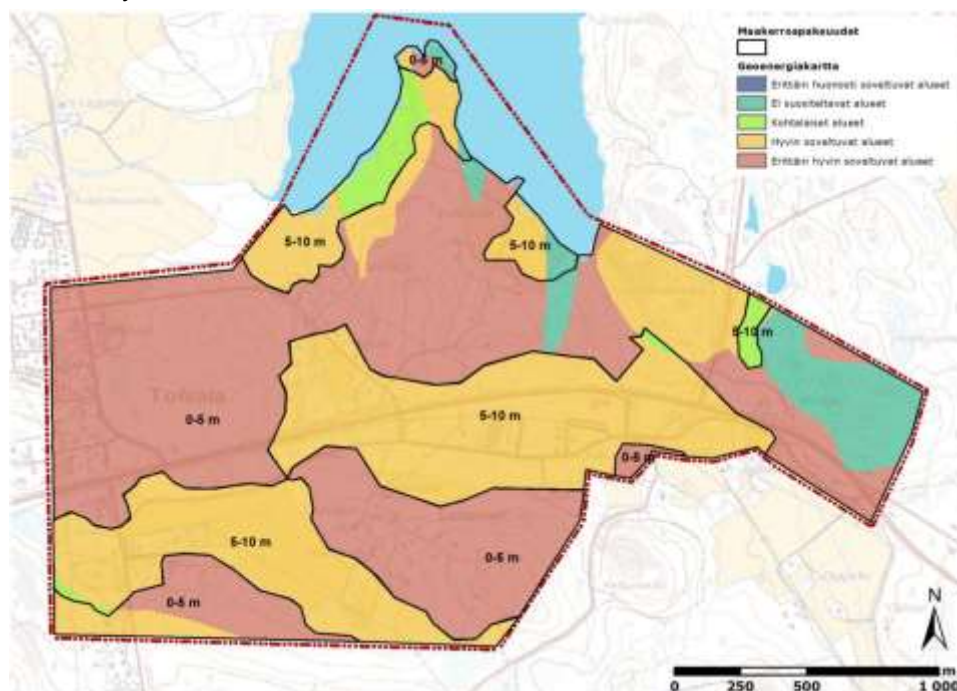 Maakerrospaksuudet
Geoenergiakartta
Erittäin huonosti soveltuvat alueet
Ei suositeltavat alueet
Kohtalaiset alueet
Hyvin soveltuvat alueet
Erittäin hyvin soveltuvat alueet
0-5 m
5-10 m
5-10 m
5-10 m
Tolkala
0-5 m
5-10 m
0-5 m
5-10 m
0-5 m
0-5 m
N
m
0 250 500 1 000